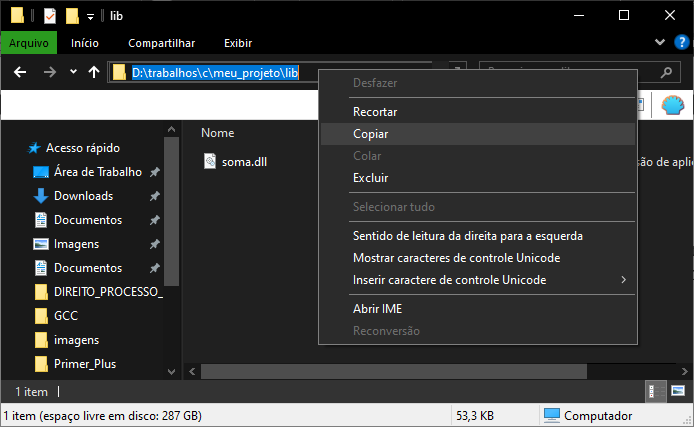 lib
Arquivo Início Compartilhar Exibir
D:\trabalhos\c\meu_projeto\lib
Desfazer
Recortar
Copiar
Colar
Excluir
Selecionar tudo
Sentido de leitura da direita para a esquerda
Mostrar caracteres de controle Unicode
Inserir caractere de controle Unicode
Abrir IME
Reconversão
Nome
soma.dll
Acesso rápido
Área de Trabalho
Downloads
Documentos
Imagens
Documentos
DIREITO_PROCESSO_
GCC
imagens
Primer_Plus
1 item
1 item (espaço livre em disco: 287 GB) 53,3 KB Computador